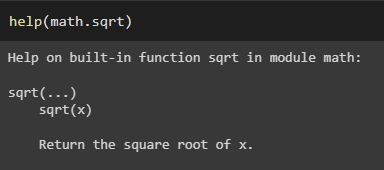 help(math.sqrt)
Help on built-in function sqrt in module math:
sqrt(...)
    sqrt(x)
    Return the square root of x.